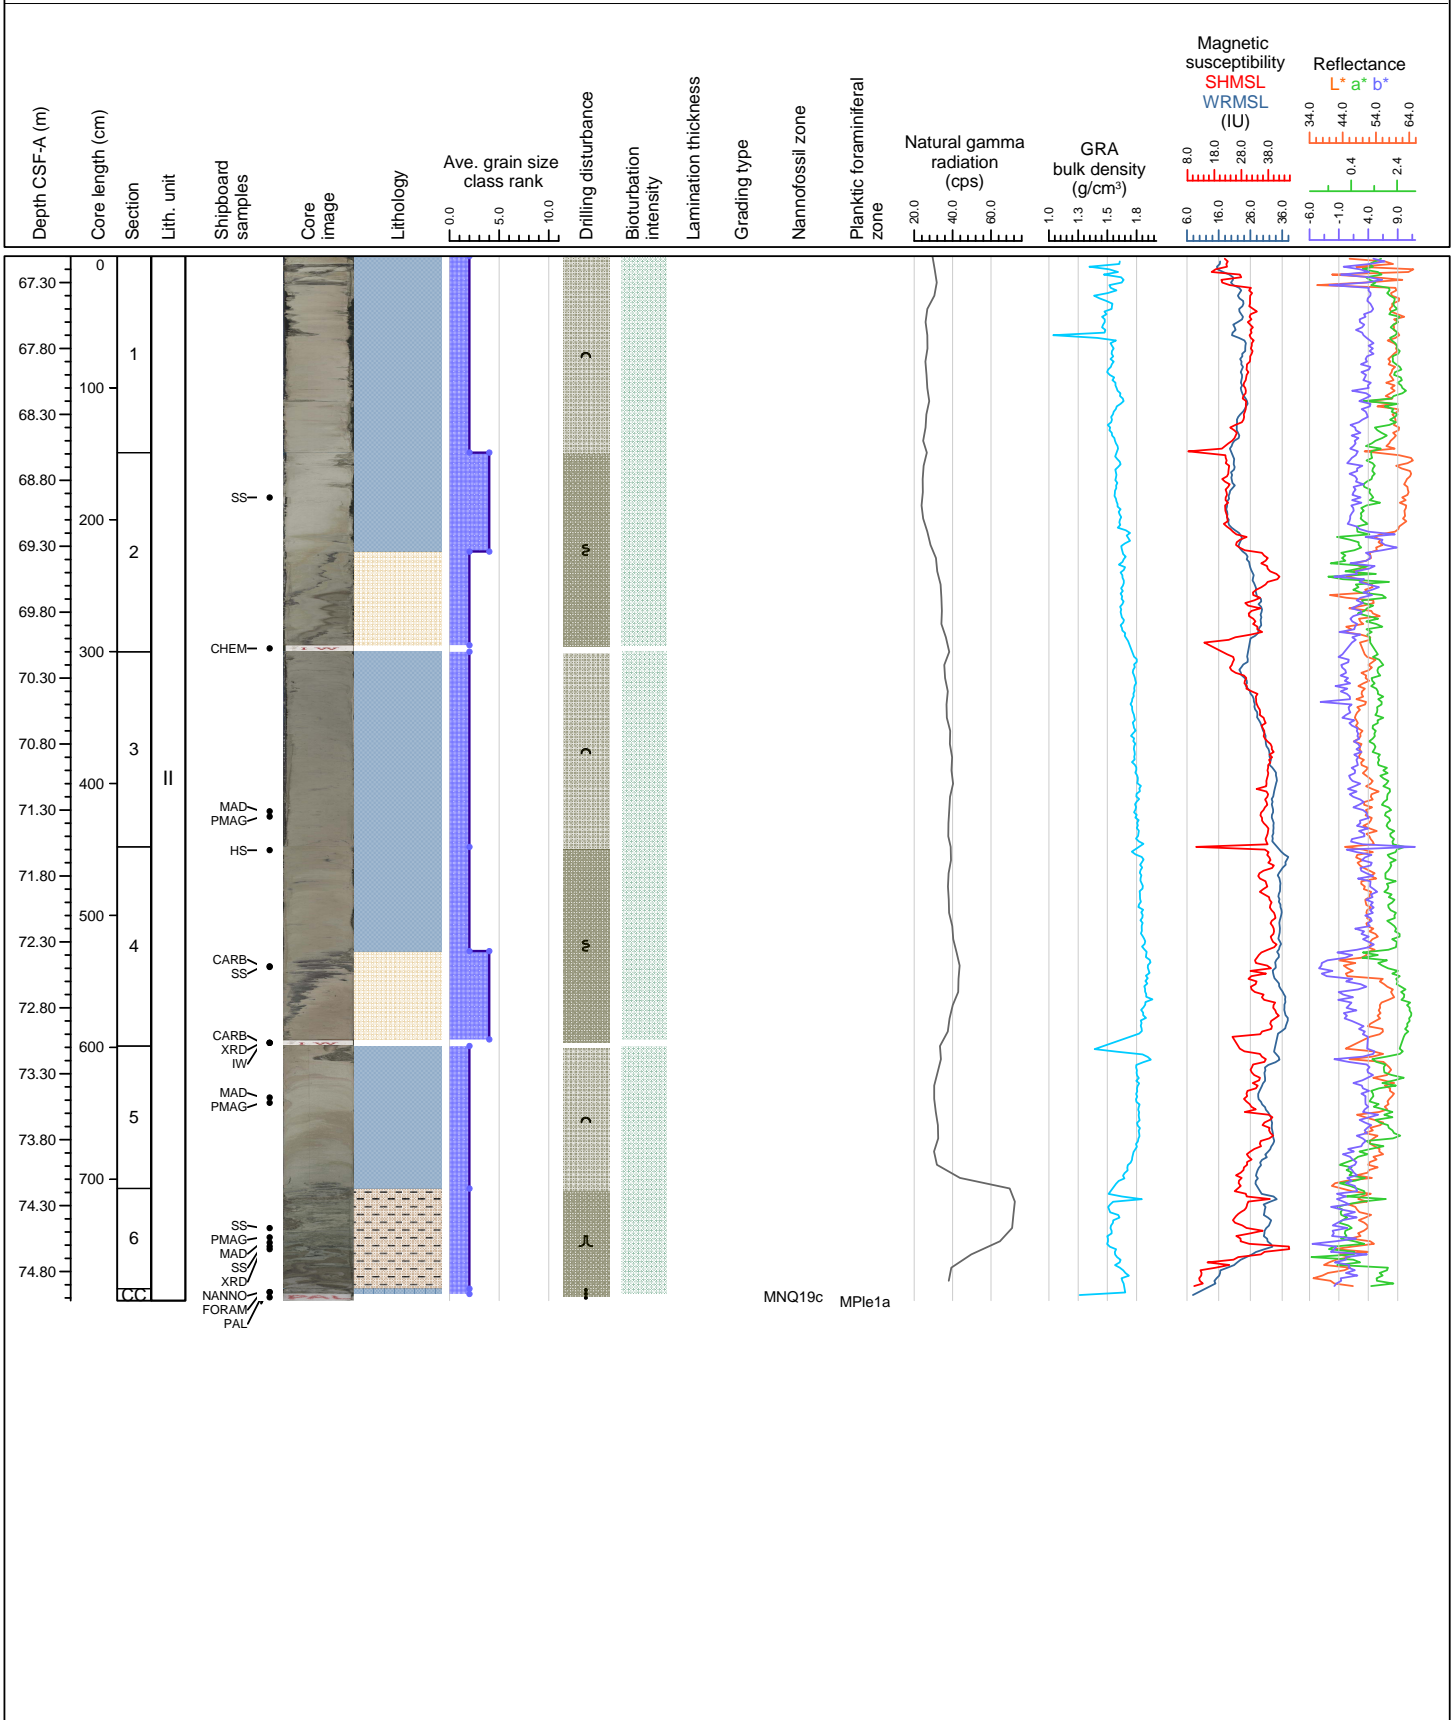 Depth CSF-A (m)
Core length (cm)
Section
Lith. unit
Shipboard
samples
Core
image
Lithology
Ave. grain size
class rank
0.0 5.0 10.0
Drilling disturbance
Bioturbation
intensity
Lamination thickness
Grading type
Nannofossil zone
Planktic foraminiferal
zone
Natural gamma
radiation
(cps)
20.0 40.0 60.0
GRA
bulk density
(g/cm³)
1.0 1.3 1.5 1.8
Magnetic
susceptibility
SHMSL
WRMSL
(IU)
8.0 18.0 28.0 38.0
6.0 16.0 26.0 36.0
Reflectance
L* a* b*
34.0 44.0 54.0 64.0
0.4 2.4
-6.0 -1.0 4.0 9.0
67.30
67.80
68.30
68.80
69.30
69.80
70.30
70.80
71.30
71.80
72.30
72.80
73.30
73.80
74.30
74.80
0
100
200
300
400
500
600
700
1
2
3
4
5
6
CC
II
SS
CHEM
MAD
PMAG
HS
CARB
SS
CARB
XRD
IW
MAD
PMAG
SS
PMAG
MAD
SS
XRD
NANNO
FORAM
PAL
IW
IW
PAL
MNQ19c
MPle1a